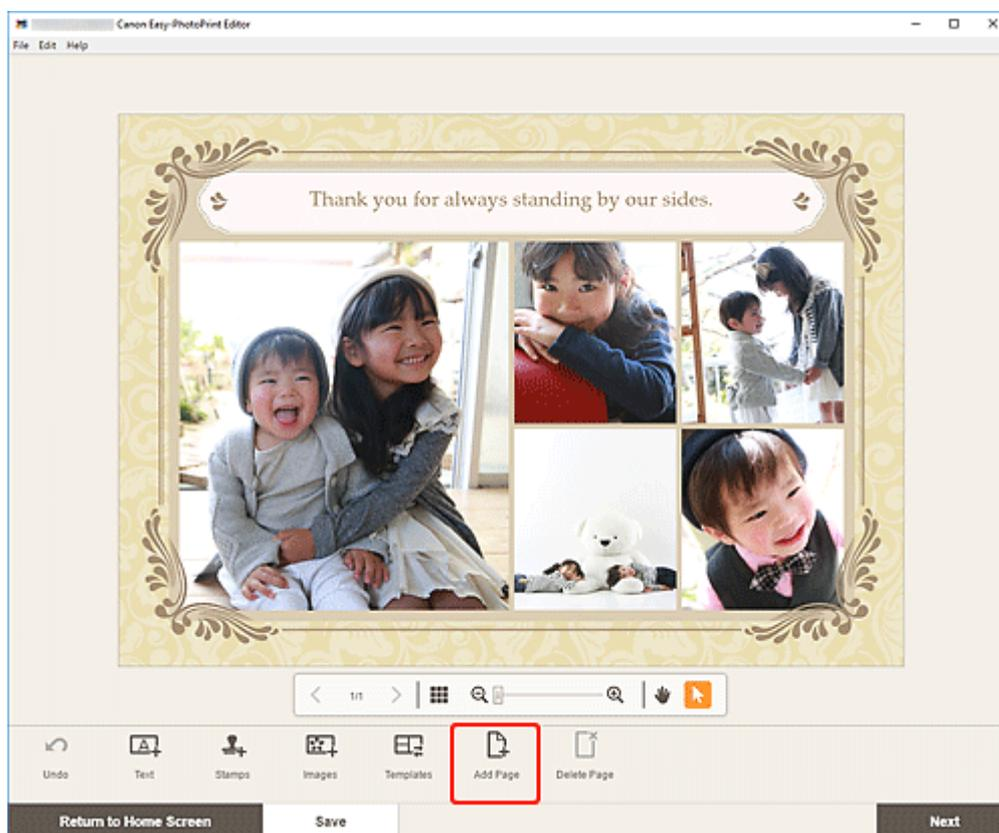 Canon Easy-PhotoPrint Editor
File Edit Help
Thank you for always standing by our sides.
1/1
Undo Text Stamps Images Templates Add Page Delete Page
Return to Home Screen Save Next